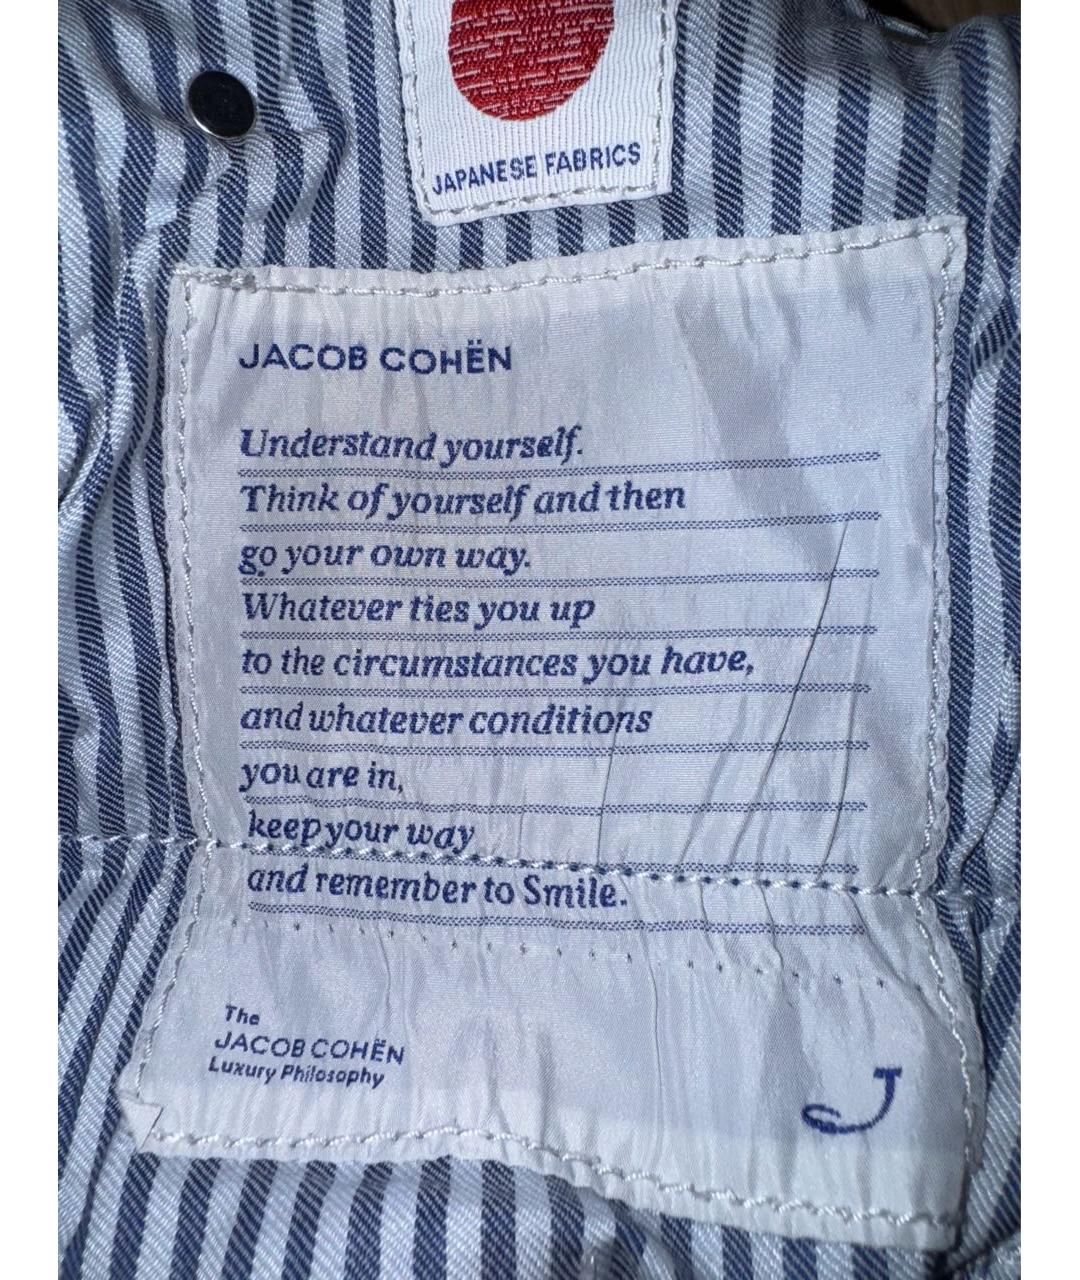 JAPANESE FABRICS
JACOB COHËN
Understand yourself.
Think of yourself and then
go your own way.
Whatever ties you up
to the circumstances you have,
and whatever conditions
you are in,
keep your way
and remember to Smile.
The
JACOB COHËN
Luxury Philosophy
J